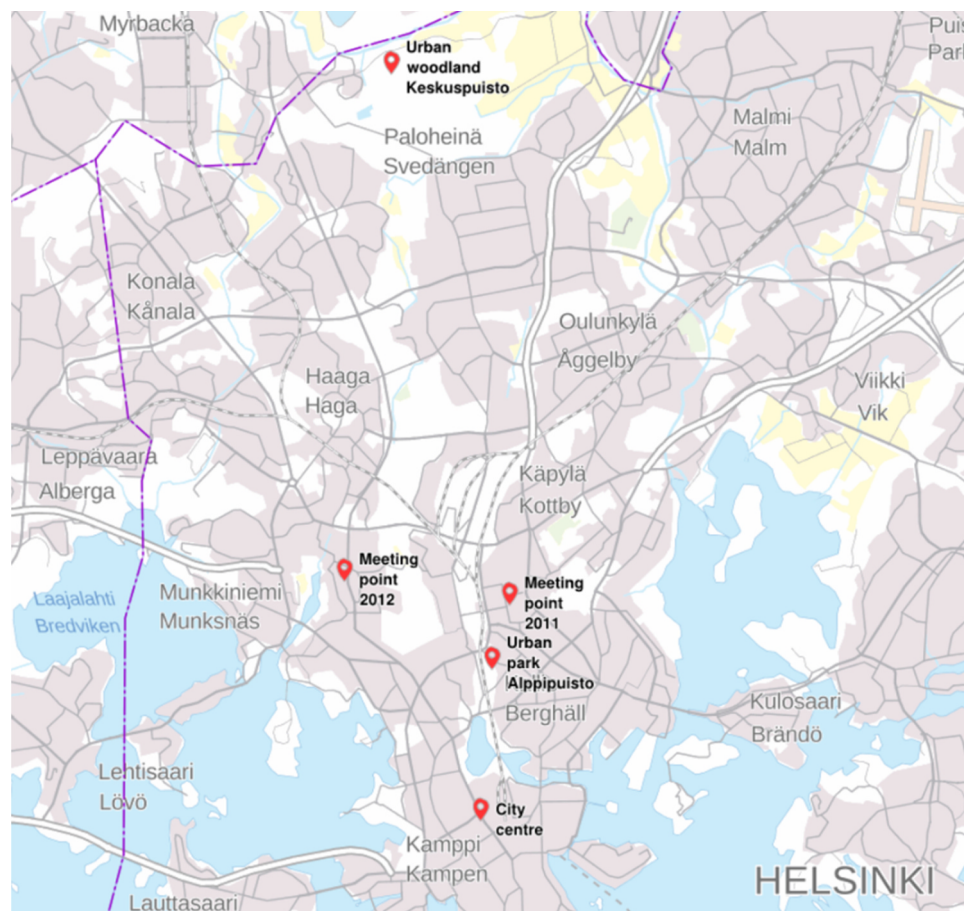 Myrbacka
Urban
woodland
Keskuspuisto
Paloheinä
Svedängen
Malmi
Malm
Konala
Kånala
Oulunkylä
Åggelby
Haaga
Haga
Viikki
Vik
Leppävaara
Alberga
Käpylä
Kottby
Meeting
point
2012
Meeting
point
2011
Munkkiniemi
Munksnäs
Laajalahti
Bredviken
Urban
park
Alppipuisto
Berghäll
Kulosaari
Brändö
Lehtisaari
Lövö
City
centre
Kamppi
Kampen
HELSINKI
Lauttasaari